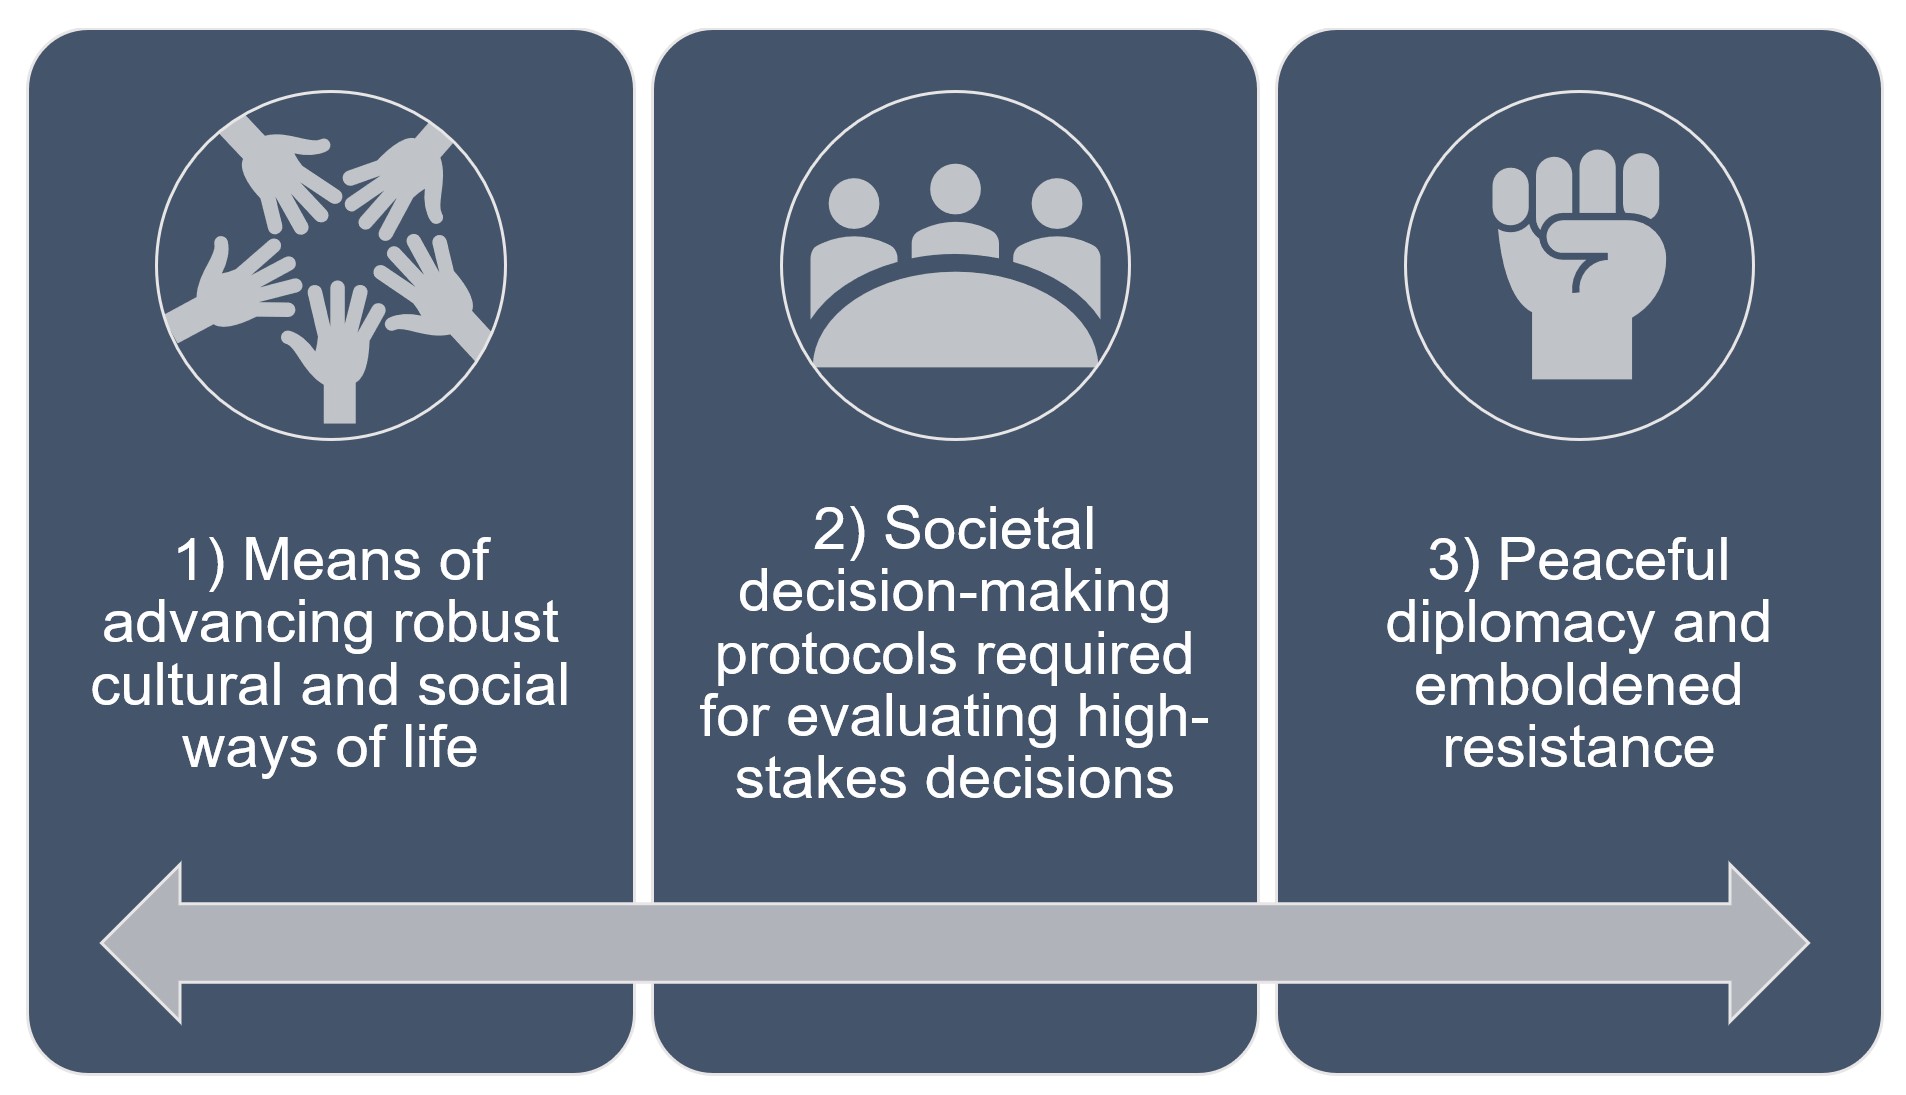 1) Means of
advancing robust
cultural and social
ways of life
2) Societal
decision-making
protocols required
for evaluating high-
stakes decisions
3) Peaceful
diplomacy and
emboldened
resistance